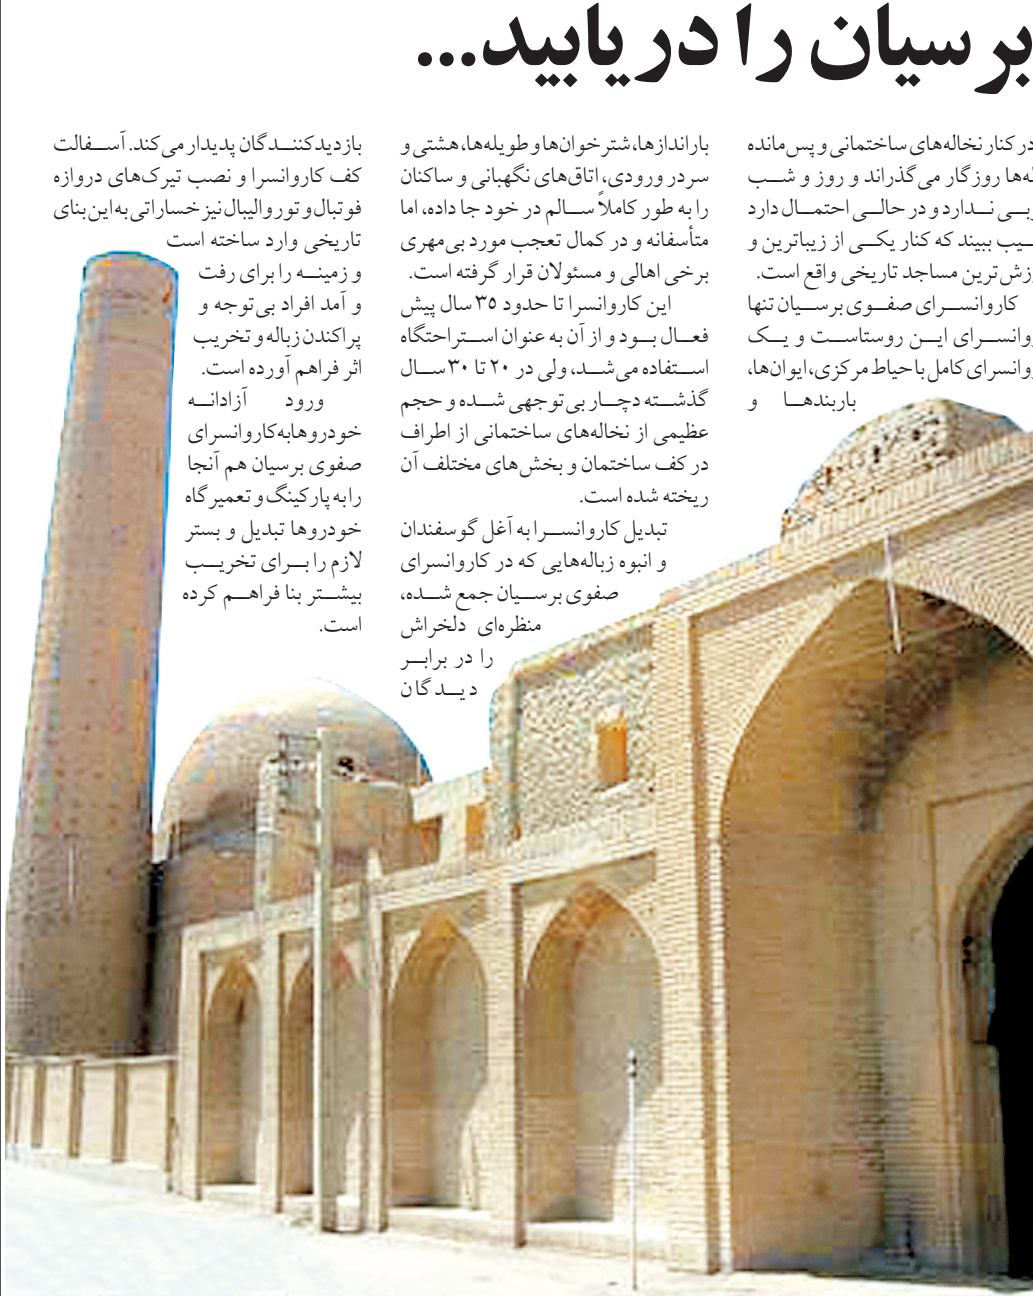 برسیان را دریابید...
در کنار نخاله‌های ساختمانی و پس‌مانده
روزگار می‌گذراند و روز و شب
ندارد و در حالی احتمال دارد
ببیند که کنار یکی از زیباترین و
ترین مساجد تاریخی واقع است.
کاروانسرای صفوی برسیان تنها
این روستاست و یک
کامل با حیاط مرکزی، ایوان‌ها،
باربندها و
باراندازها، شترخوان‌ها و طویله‌ها، هشتی و
سردر ورودی، اتاق‌های نگهبانی و ساکنان
را به طور کاملاً سالم در خود جا داده، اما
متأسفانه و در کمال تعجب مورد بی‌مهری
برخی اهالی و مسئولان قرار گرفته است.
این کاروانسرا تا حدود ۳۵ سال پیش
فعال بود و از آن به عنوان استراحتگاه
استفاده می‌شد، ولی در ۲۰ تا ۳۰ سال
گذشته دچار بی‌توجهی شده و حجم
عظیمی از نخاله‌های ساختمانی از اطراف
در کف ساختمان و بخش‌های مختلف آن
ریخته شده است.
تبدیل کاروانسرا به آغل گوسفندان
و انبوه زباله‌هایی که در کاروانسرای
صفوی برسیان جمع شده،
منظره‌ای دلخراش
را در برابر
دیدگان
بازدیدکنندگان پدیدار می‌کند. آسفالت
کف کاروانسرا و نصب تیرک‌های دروازه
فوتبال و تور والیبال نیز خساراتی به این بنای
تاریخی وارد ساخته است
و زمینه را برای رفت
و آمد افراد بی‌توجه و
پراکندن زباله و تخریب
اثر فراهم آورده است.
ورود آزادانه
خودروها به کاروانسرای
صفوی برسیان هم آنجا
را به پارکینگ و تعمیرگاه
خودروها تبدیل و بستر
لازم را برای تخریب
بیشتر بنا فراهم کرده
است.